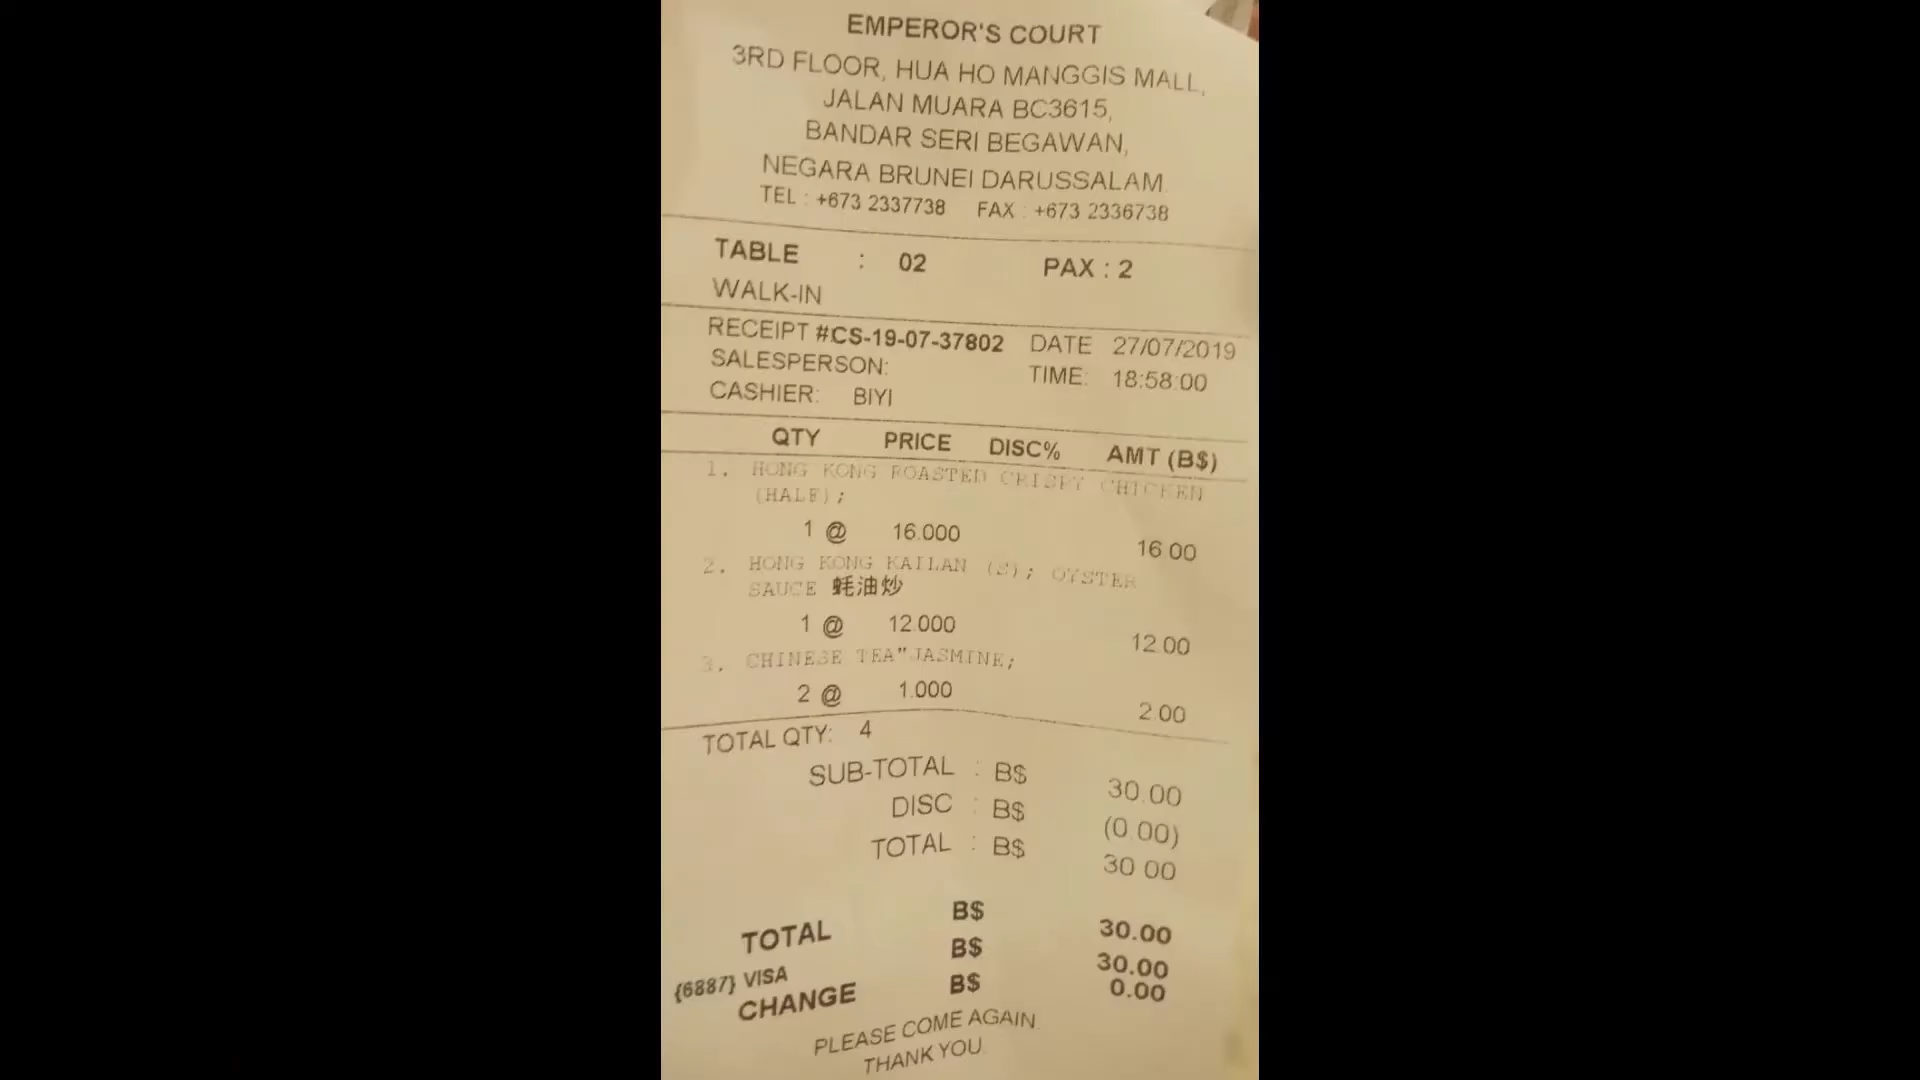 EMPEROR'S COURT
3RD FLOOR, HUA HO MANGGIS MALL,
JALAN MUARA BC3615,
BANDAR SERI BEGAWAN,
NEGARA BRUNEI DARUSSALAM
TEL : +673 2337738 FAX : +673 2336738
TABLE : 02 PAX : 2
WALK-IN
RECEIPT #CS-19-07-37802 DATE 27/07/2019
SALESPERSON: TIME: 18:58:00
CASHIER: BIYI
QTY PRICE DISC% AMT (B$)
1. HONG KONG ROASTED CRISPY CHICKEN
(HALF);
1 @ 16.000 16.00
2. HONG KONG KAILAN (S); OYSTER
SAUCE 蚝油炒
1 @ 12.000 12.00
3. CHINESE TEA"JASMINE;
2 @ 1.000 2.00
TOTAL QTY: 4
SUB-TOTAL : B$ 30.00
DISC : B$ (0.00)
TOTAL : B$ 30.00
TOTAL B$ 30.00
{6887} VISA B$ 30.00
CHANGE B$ 0.00
PLEASE COME AGAIN
THANK YOU.